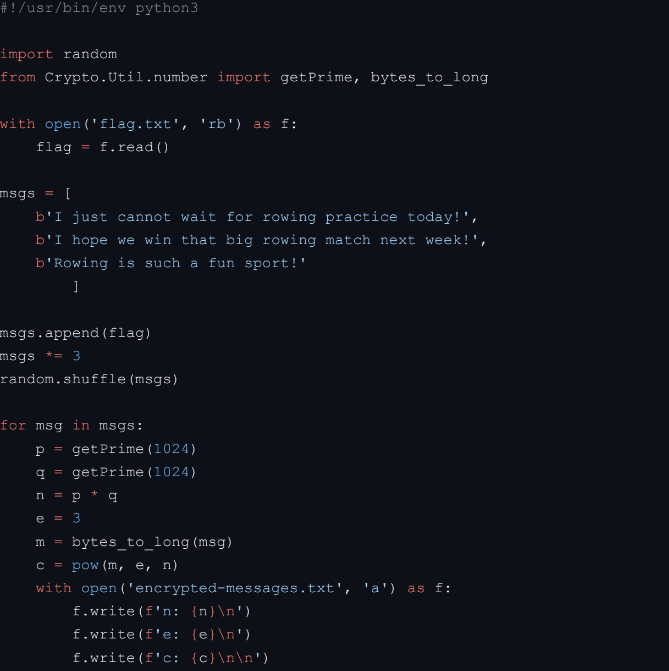 #!/usr/bin/env python3

import random
from Crypto.Util.number import getPrime, bytes_to_long

with open('flag.txt', 'rb') as f:
    flag = f.read()

msgs = [
    b'I just cannot wait for rowing practice today!',
    b'I hope we win that big rowing match next week!',
    b'Rowing is such a fun sport!'
        ]

msgs.append(flag)
msgs *= 3
random.shuffle(msgs)

for msg in msgs:
    p = getPrime(1024)
    q = getPrime(1024)
    n = p * q
    e = 3
    m = bytes_to_long(msg)
    c = pow(m, e, n)
    with open('encrypted-messages.txt', 'a') as f:
        f.write(f'n: {n}\n')
        f.write(f'e: {e}\n')
        f.write(f'c: {c}\n\n')